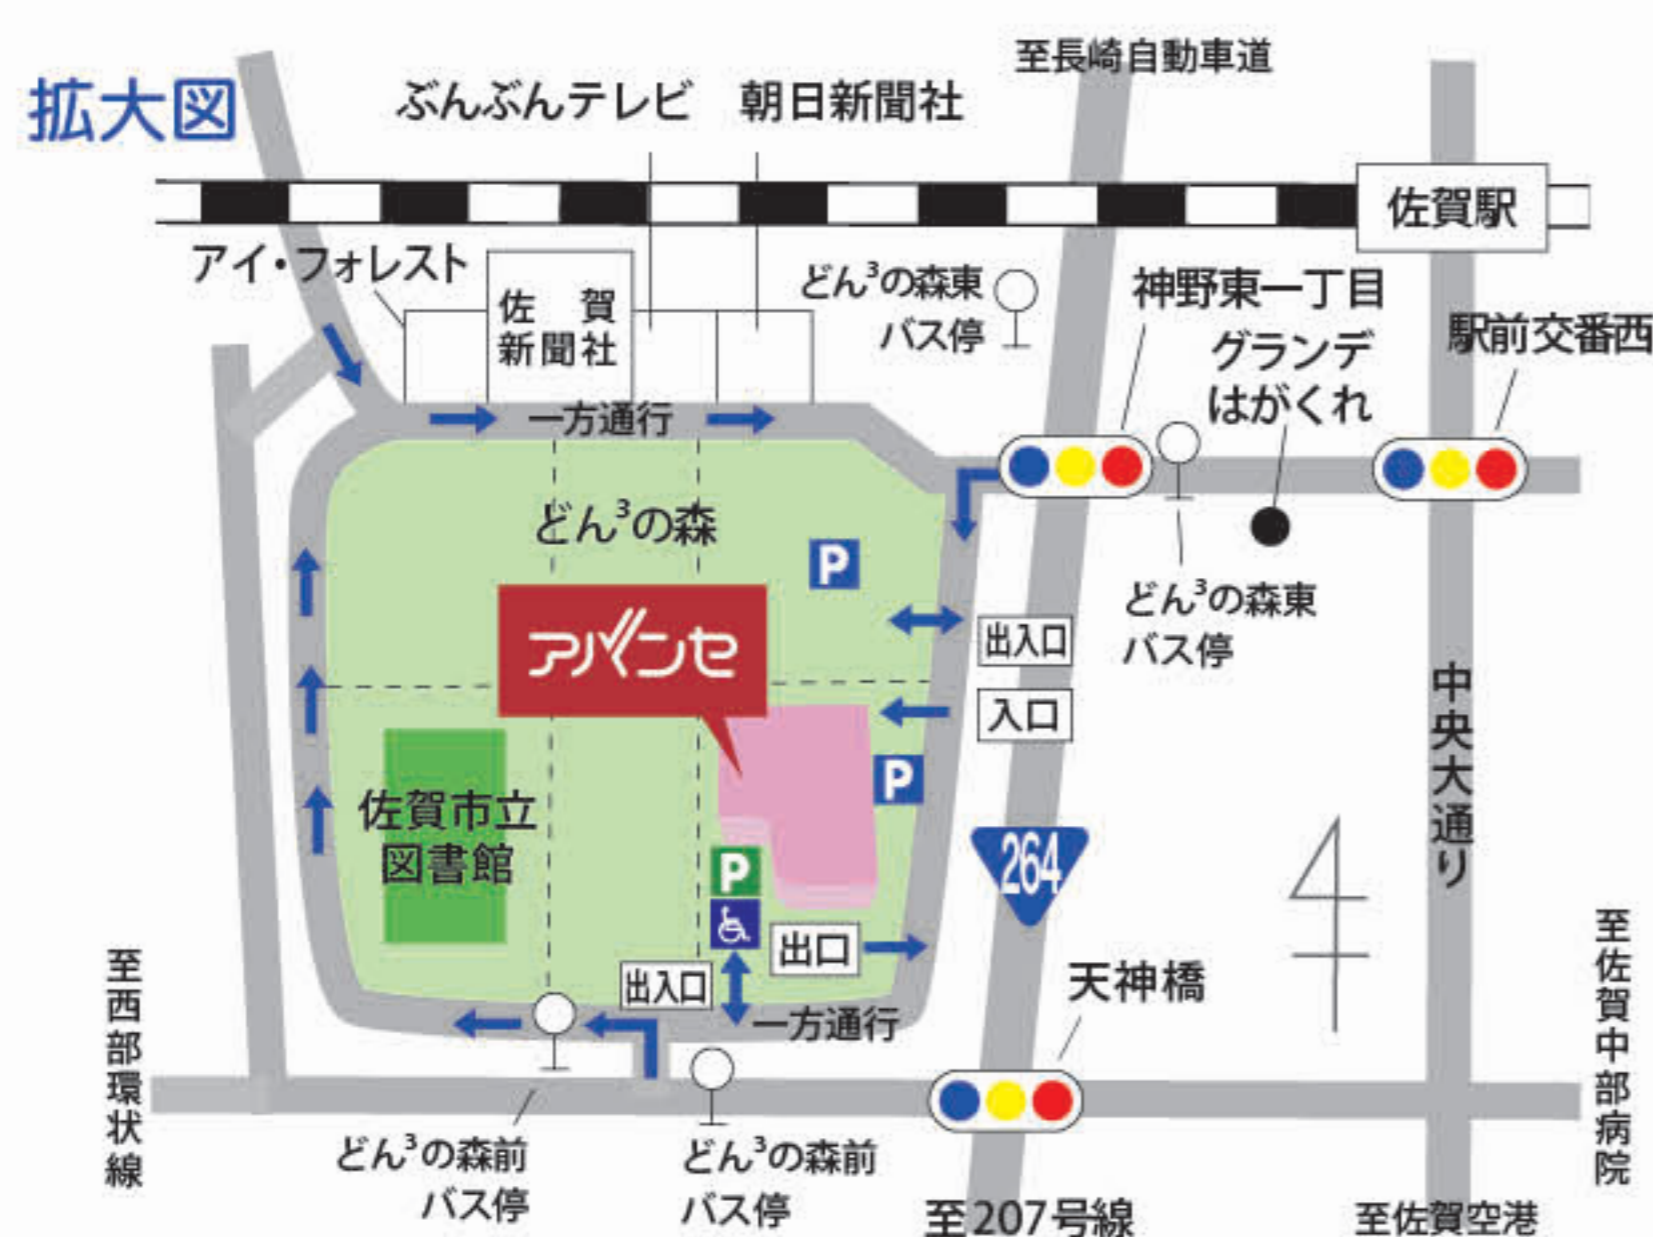 拡大図
至長崎自動車道
ぶんぶんテレビ
朝日新聞社
佐賀駅
アイ・フォレスト
佐　賀
新聞社
どん³の森東
バス停
神野東一丁目
グランデ
はがくれ
駅前交番西
一方通行
どん³の森
P
アバンセ
出入口
どん³の森東
バス停
入口
中央大通り
P
佐賀市立
図書館
264
P
出口
出入口
一方通行
天神橋
至西部環状線
至佐賀中部病院
どん³の森前
バス停
どん³の森前
バス停
至207号線
至佐賀空港